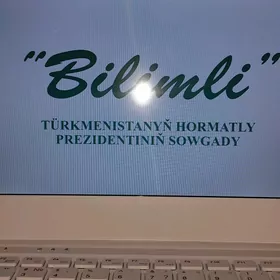 "Bilimli"
TÜRKMENISTANYŇ HORMATLY
PREZIDENTINIŇ SOWGADY